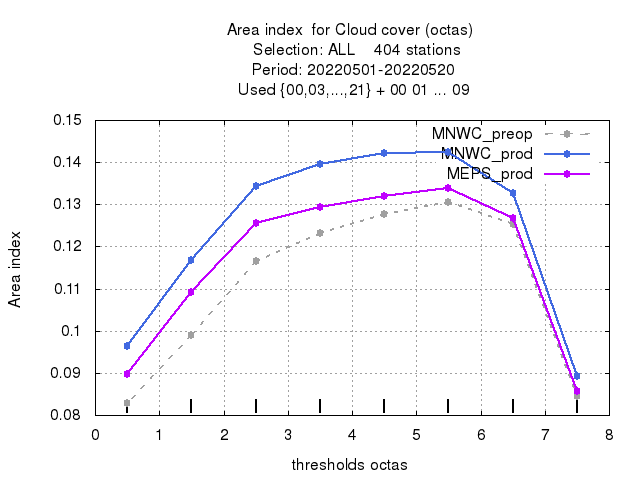 Area index  for Cloud cover (octas)
Selection: ALL    404 stations
Period: 20220501-20220520
Used {00,03,...,21} + 00 01 ... 09
0.15
MNWC_preop
0.14
MNWC_prod
MEPS_prod
0.13
0.12
Area index
0.11
0.1
0.09
0.08
0 1 2 3 4 5 6 7 8
thresholds octas